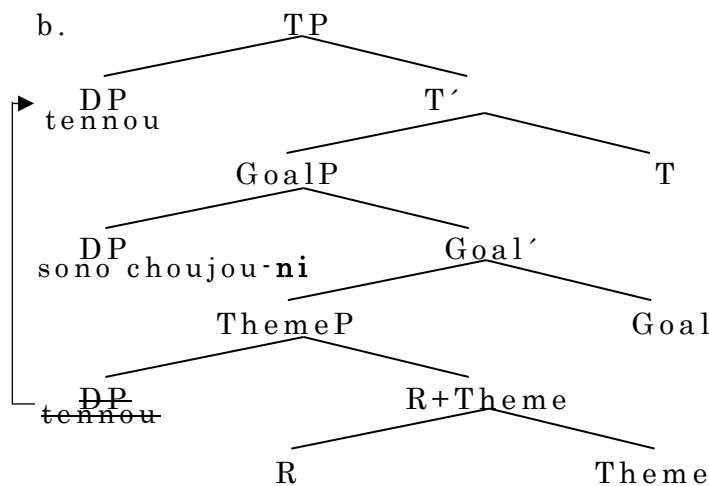 b.
TP
DP T′
tennou
GoalP T
DP Goal′
sono choujou-ni
ThemeP Goal
DP R+Theme
tennou
R Theme